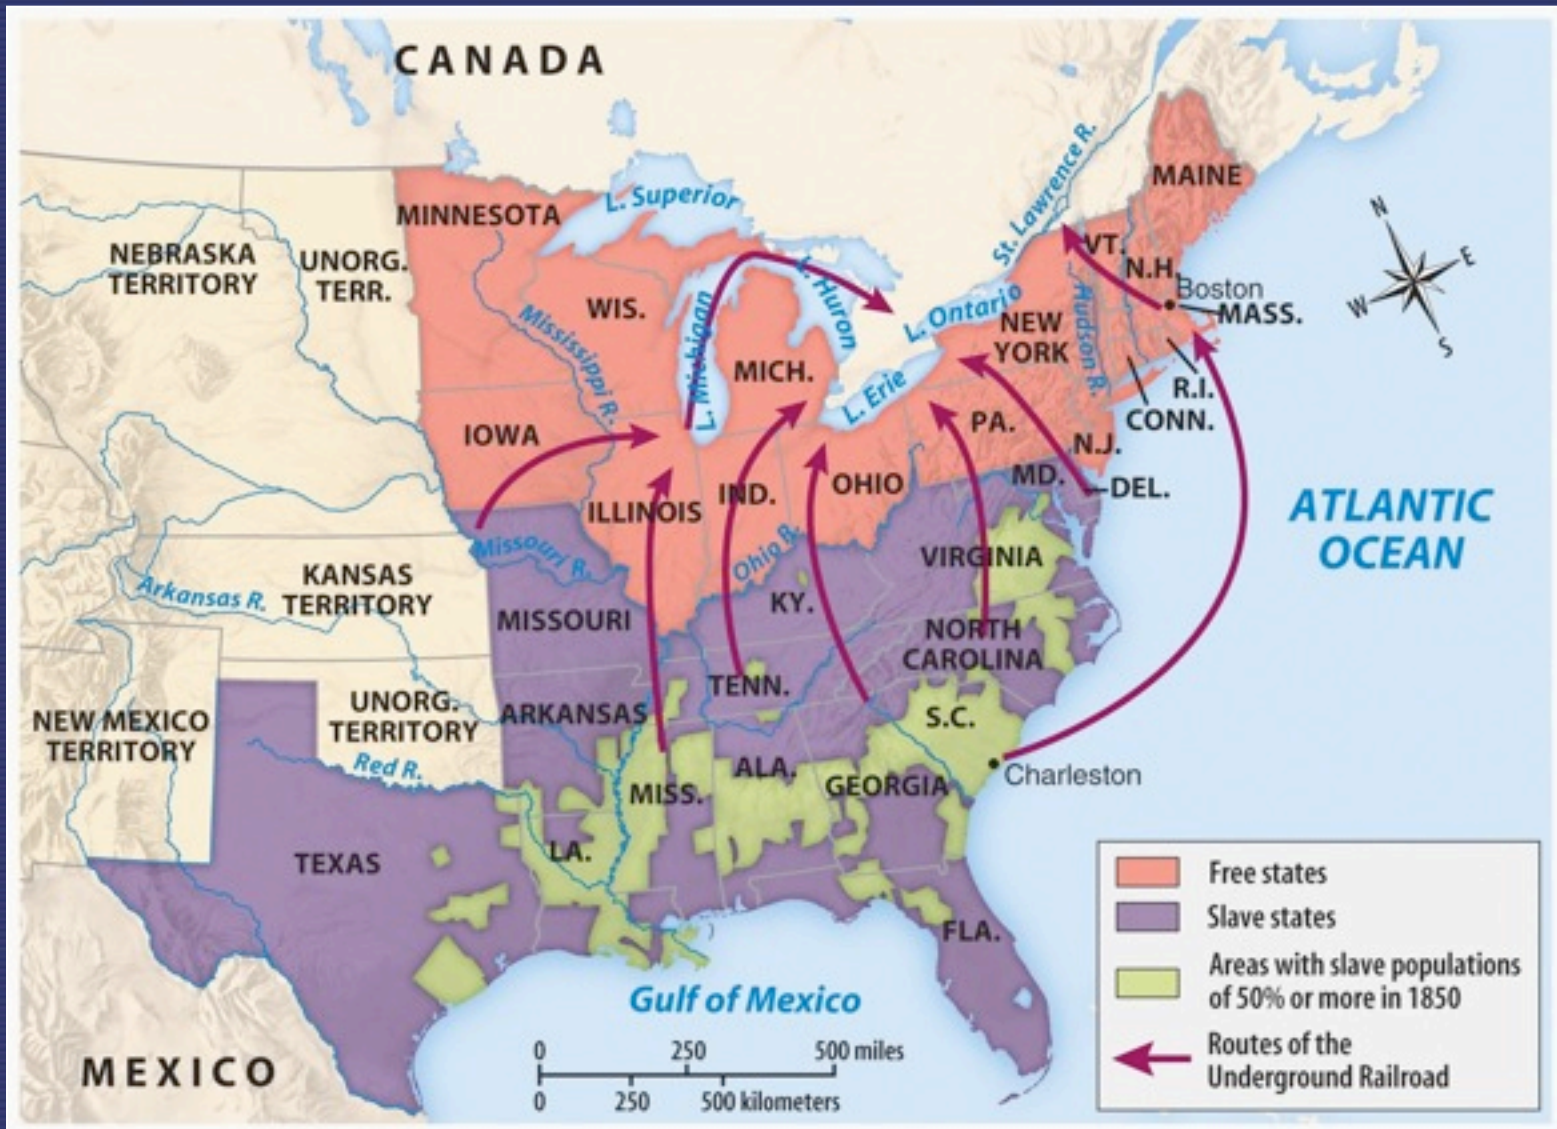 CANADA
MAINE
St. Lawrence R.
L. Superior
MINNESOTA
NEBRASKA
TERRITORY
UNORG.
TERR.
VT.
N.H.
N
E
W
S
WIS.
Mississippi R.
L. Michigan
L. Huron
L. Ontario
NEW
YORK
Hudson R.
Boston
MASS.
MICH.
L. Erie
R.I.
CONN.
IOWA
PA.
N.J.
MD.
DEL.
ILLINOIS
IND.
OHIO
ATLANTIC
OCEAN
Missouri R.
Ohio R.
VIRGINIA
Arkansas R.
KANSAS
TERRITORY
MISSOURI
KY.
NORTH
CAROLINA
NEW MEXICO
TERRITORY
UNORG.
TERRITORY
ARKANSAS
TENN.
S.C.
Red R.
MISS.
ALA.
GEORGIA
Charleston
TEXAS
LA.
FLA.
Gulf of Mexico
MEXICO
0 250 500 miles
0 250 500 kilometers
Free states
Slave states
Areas with slave populations
of 50% or more in 1850
Routes of the
Underground Railroad